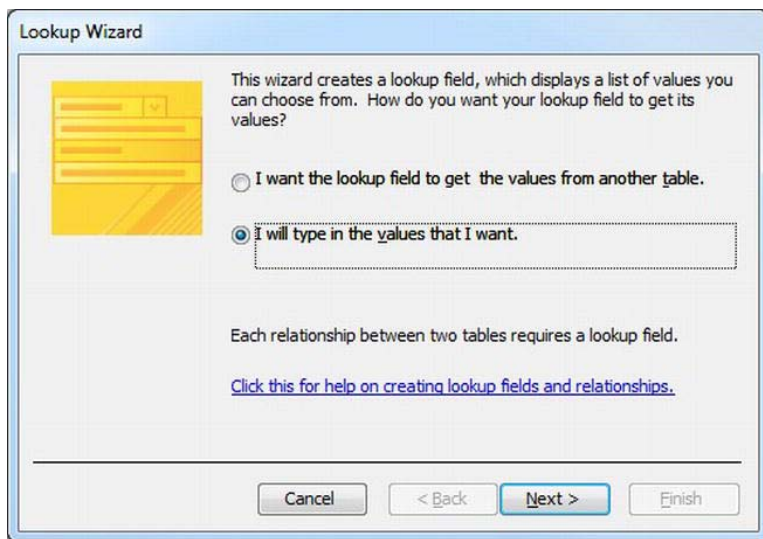 Lookup Wizard
This wizard creates a lookup field, which displays a list of values you
can choose from.  How do you want your lookup field to get its
values?
I want the lookup field to get  the values from another table.
I will type in the values that I want.
Each relationship between two tables requires a lookup field.
Click this for help on creating lookup fields and relationships.
Cancel
< Back
Next >
Finish